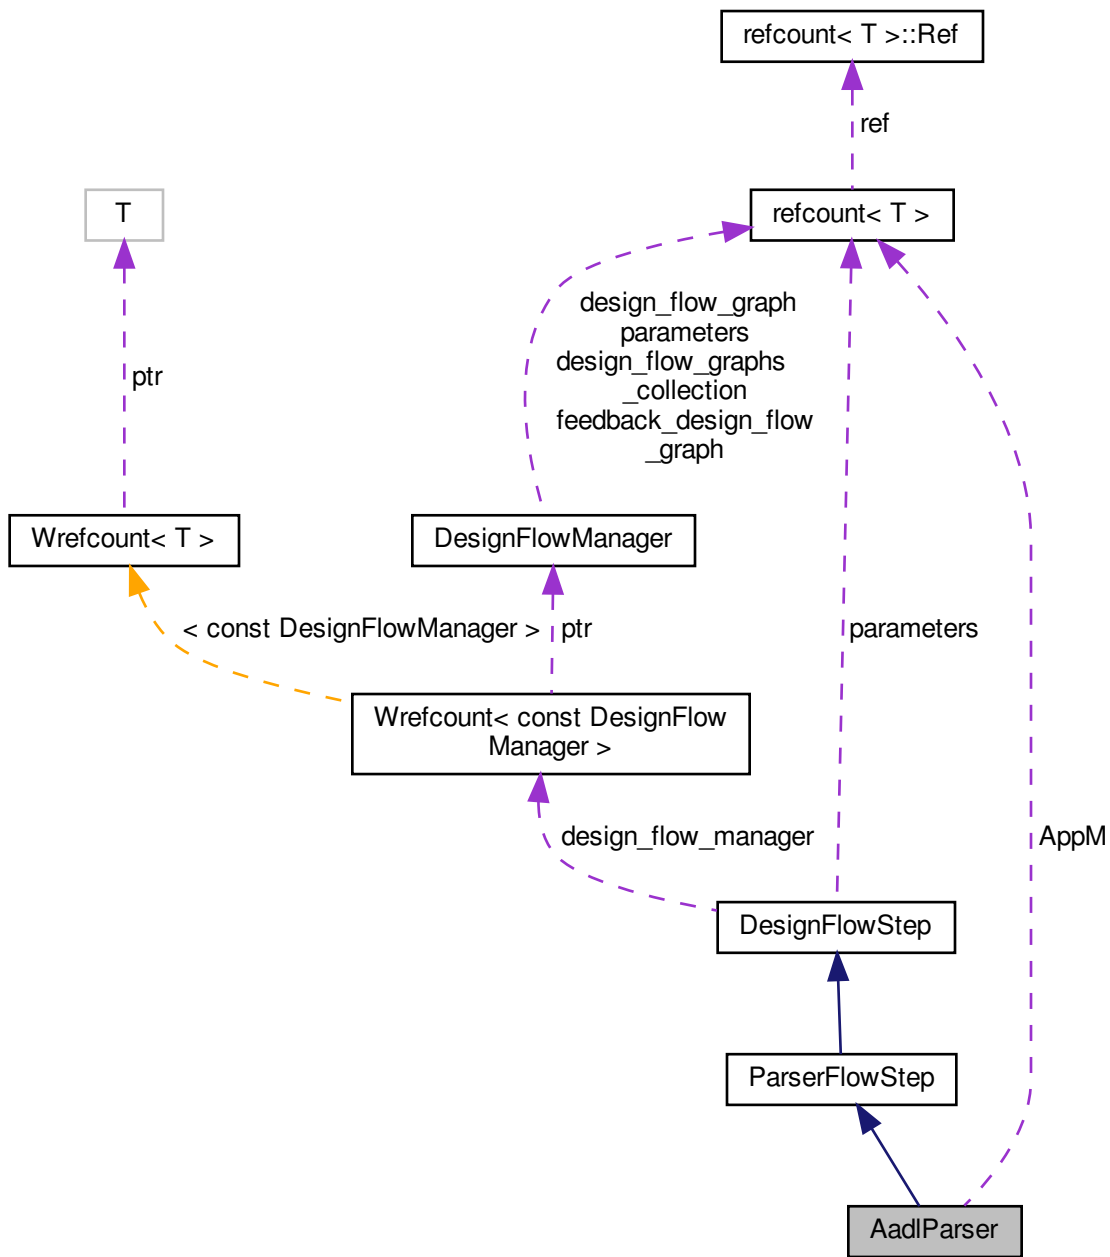 refcount< T >::Ref
ref
T
refcount< T >
design_flow_graph
parameters
design_flow_graphs
_collection
feedback_design_flow
_graph
ptr
Wrefcount< T >
DesignFlowManager
< const DesignFlowManager >
ptr
Wrefcount< const DesignFlow
Manager >
parameters
design_flow_manager
AppM
DesignFlowStep
ParserFlowStep
AadlParser